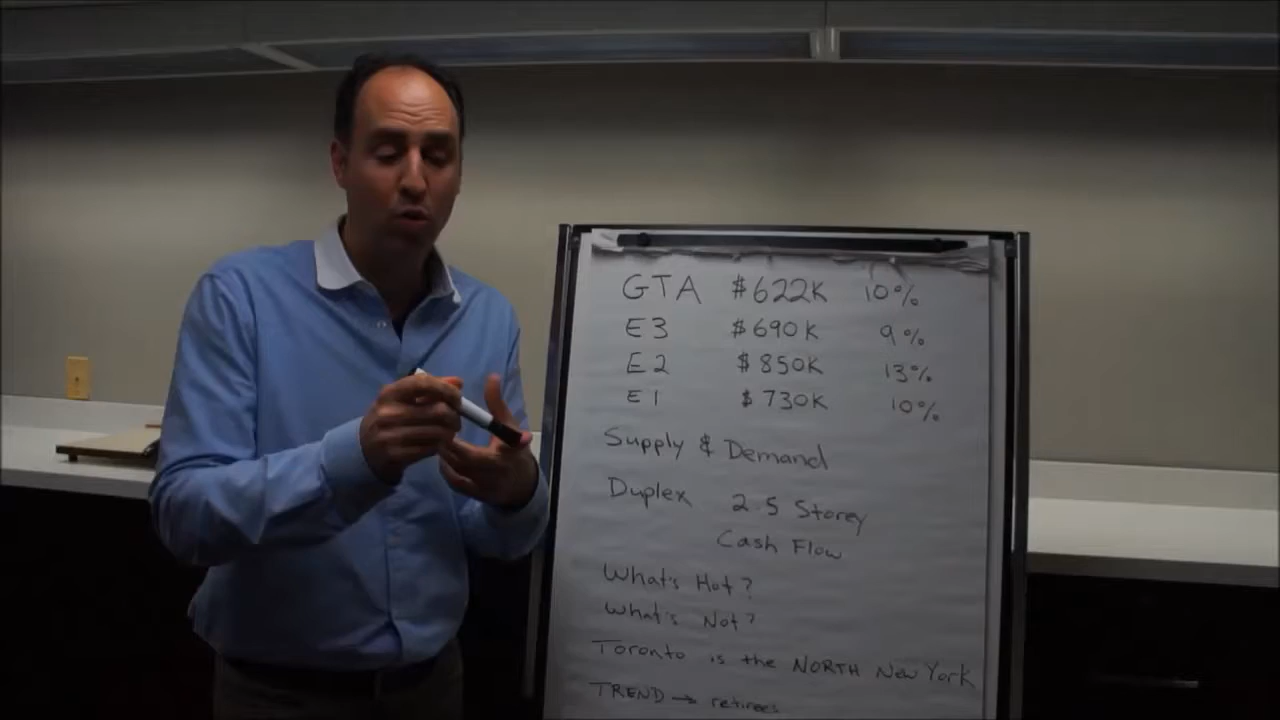 GTA $622K 10%
E3 $690K 9%
E2 $850K 13%
E1 $730K 10%
Supply & Demand
Duplex 2.5 Storey
Cash Flow
What's Hot?
What's Not?
Toronto is the NORTH New York
TREND → retirees